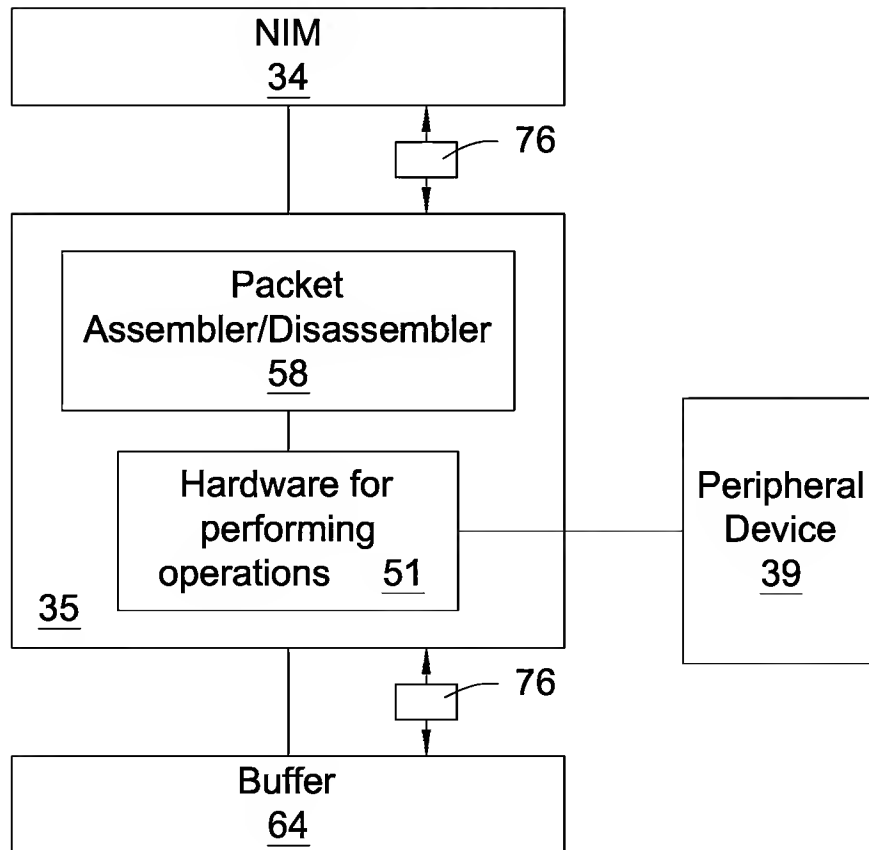 NIM
34
76
Packet
Assembler/Disassembler
58
Hardware for
performing
operations 51
35
Peripheral
Device
39
76
Buffer
64